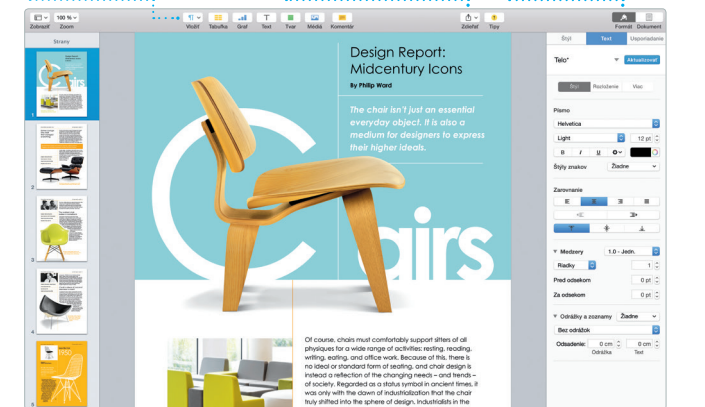 100 %
Zobraziť Zoom
Vložiť Tabuľka Graf Text Tvar Médiá Komentár
Zdieľať Tipy
Formát Dokument
Strany
1
2
3
4
5
Design Report:
Midcentury Icons
By Philip Ward
The chair isn't just an essential
everyday object. It is also a
medium for designers to express
their higher ideals.
C airs
Of course, chairs must comfortably support sitters of all
physiques for a wide range of activities: resting, reading,
writing, eating, and office work. Because of this, there is
no ideal or standard form of seating, and chair design is
instead a reflection of the changing needs – and trends –
of society. Regarded as a status symbol in ancient times, it
was only with the dawn of industrialization that the chair
truly shifted into the sphere of design. Industrialists in the
Štýl Text Usporiadanie
Telo* Aktualizovať
Štýl Rozloženie Viac
Písmo
Helvetica
Light 12 pt
B I U
Štýly znakov Žiadne
Zarovnanie
Medzery 1.0 - Jedn.
Riadky 1
Pred odsekom 0 pt
Za odsekom 0 pt
Odrážky a zoznamy Žiadne
Bez odrážok
Odsadenie: 0 cm 0 cm
Odrážka Text